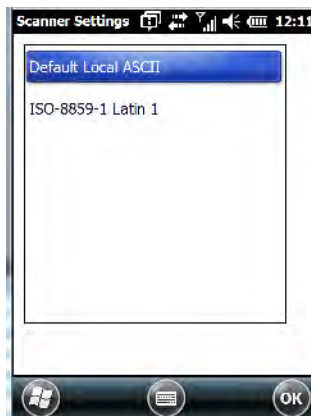 Scanner Settings 12:11
Default Local ASCII
ISO-8859-1 Latin 1
OK